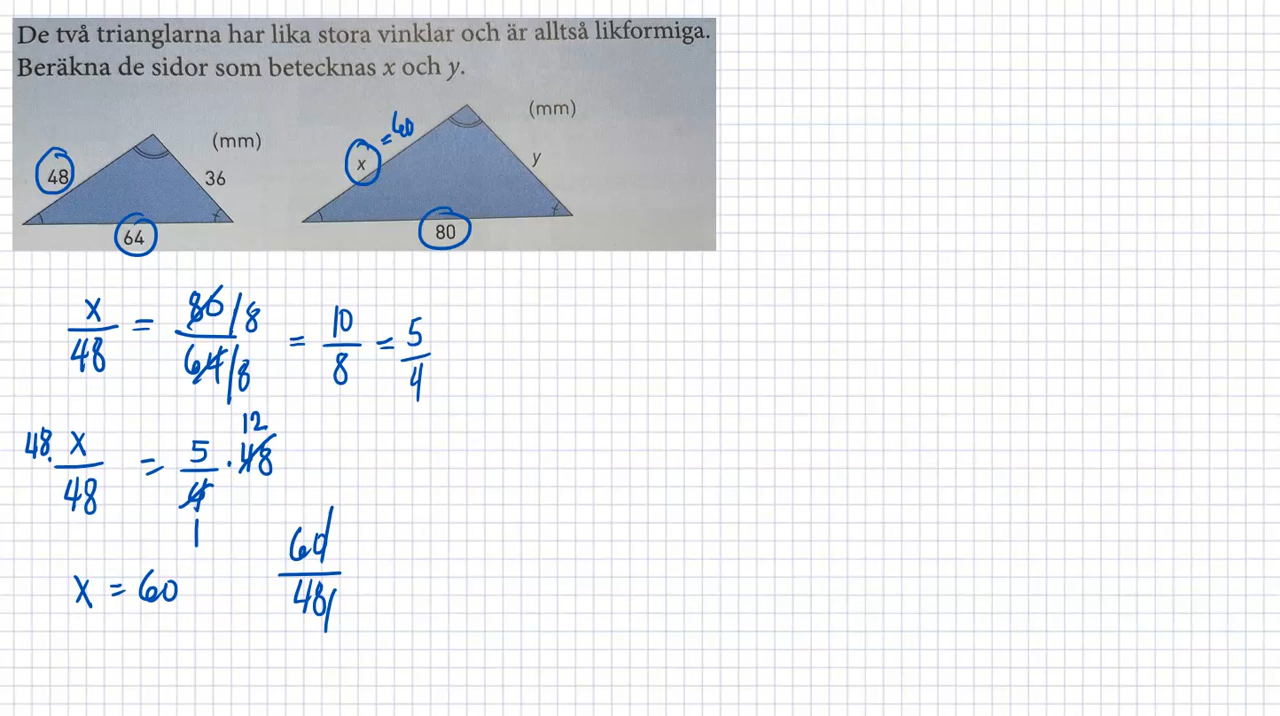 De två trianglarna har lika stora vinklar och är alltså likformiga.
Beräkna de sidor som betecknas x och y.
(mm)
48
36
64
(mm)
x = 60
y
80
x/48 = 80/8 / 64/8 = 10/8 = 5/4
48 · x/48 = 5/4 · 48
12
1
x = 60
60/
48/